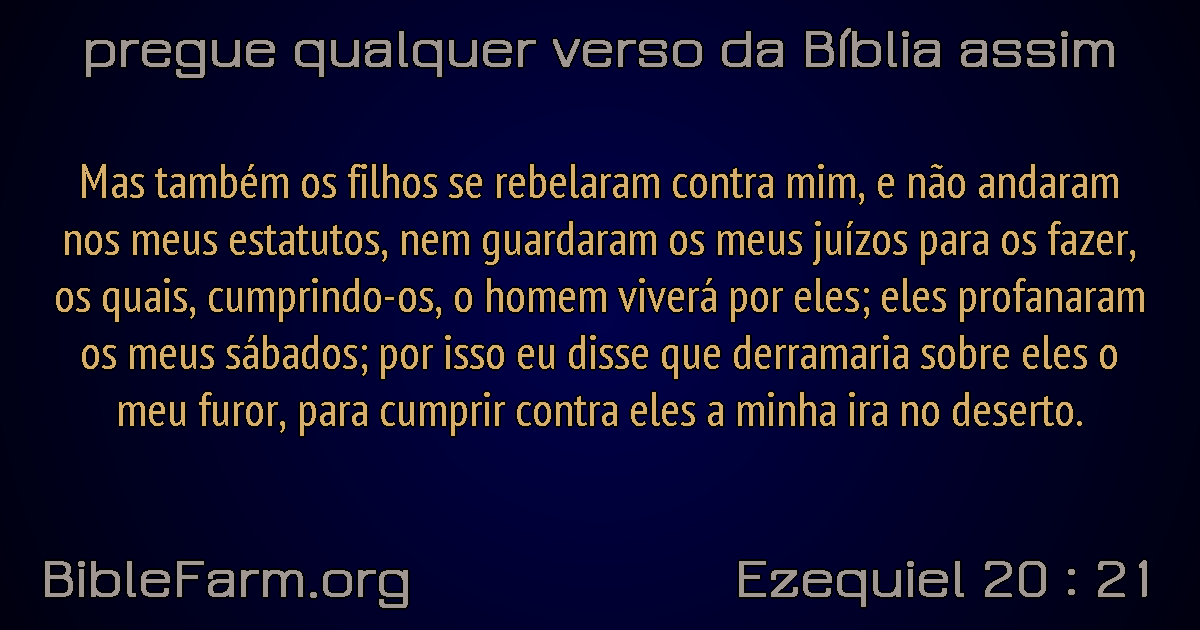 pregue qualquer verso da Bíblia assim
Mas também os filhos se rebelaram contra mim, e não andaram
nos meus estatutos, nem guardaram os meus juízos para os fazer,
os quais, cumprindo-os, o homem viverá por eles; eles profanaram
os meus sábados; por isso eu disse que derramaria sobre eles o
meu furor, para cumprir contra eles a minha ira no deserto.
BibleFarm.org
Ezequiel 20 : 21